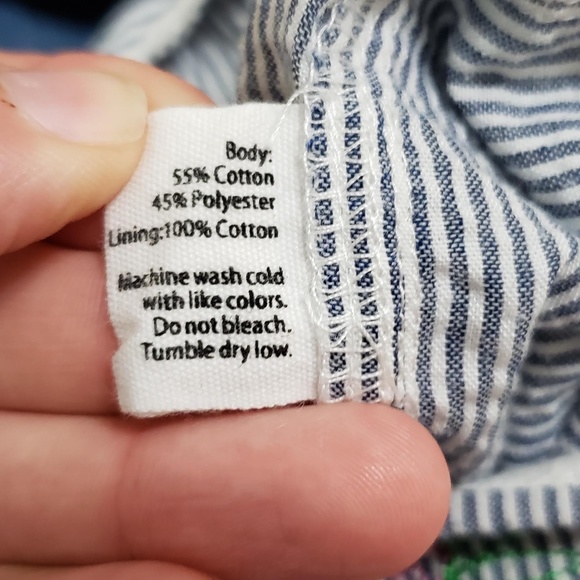 Body:
55% Cotton
45% Polyester
Lining:100% Cotton
Machine wash cold
with like colors.
Do not bleach.
Tumble dry low.